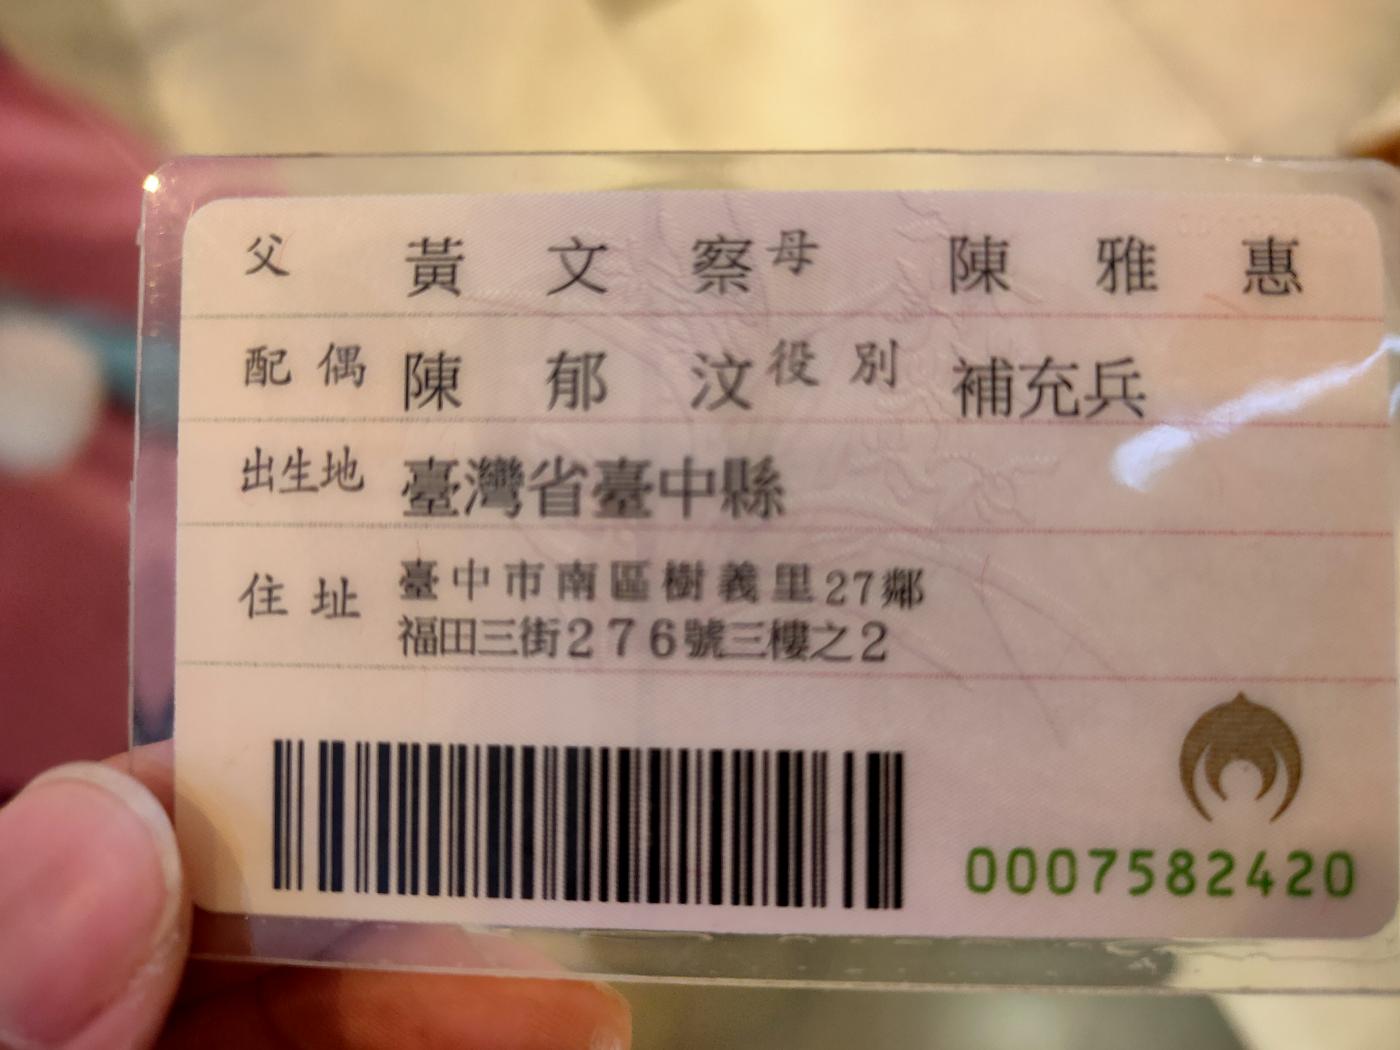 父 黃文察 母 陳雅惠
配偶 陳郁汶 役別 補充兵
出生地 臺灣省臺中縣
住址 臺中市南區樹義里27鄰
福田三街276號三樓之2
0007582420